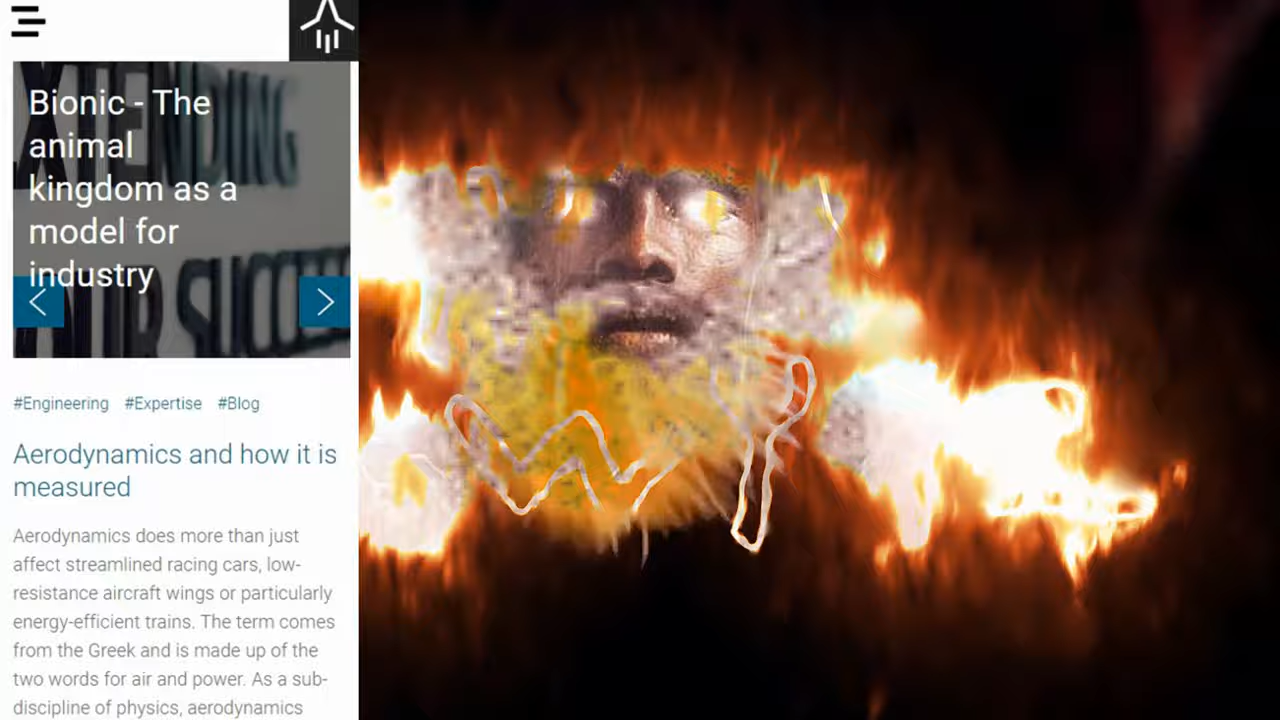 XTENDING
Bionic - The
animal
kingdom as a
model for
industry
#Engineering #Expertise #Blog
Aerodynamics and how it is
measured
Aerodynamics does more than just
affect streamlined racing cars, low-
resistance aircraft wings or particularly
energy-efficient trains. The term comes
from the Greek and is made up of the
two words for air and power. As a sub-
discipline of physics, aerodynamics